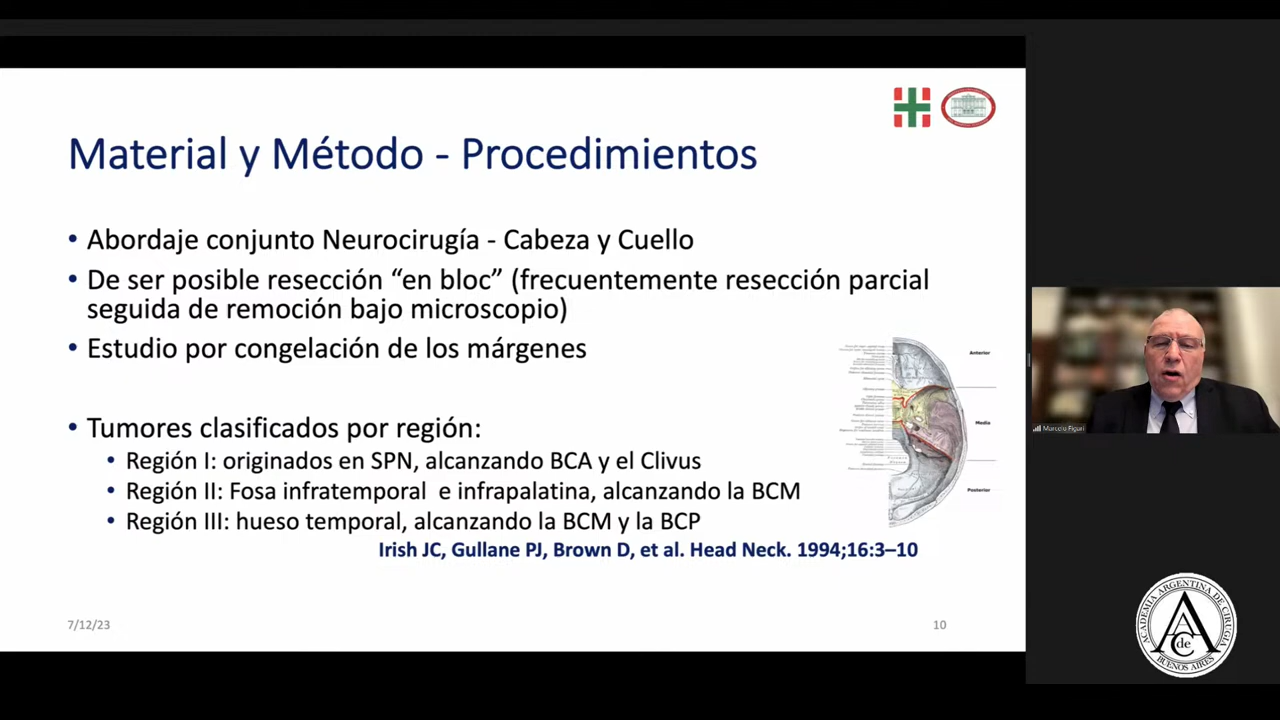 Material y Método - Procedimientos
• Abordaje conjunto Neurocirugía - Cabeza y Cuello
• De ser posible resección “en bloc” (frecuentemente resección parcial
seguida de remoción bajo microscopio)
• Estudio por congelación de los márgenes
• Tumores clasificados por región:
• Región I: originados en SPN, alcanzando BCA y el Clivus
• Región II: Fosa infratemporal e infrapalatina, alcanzando la BCM
• Región III: hueso temporal, alcanzando la BCM y la BCP
Irish JC, Gullane PJ, Brown D, et al. Head Neck. 1994;16:3–10
Anterior
Media
Posterior
7/12/23
10
Marcelo Figari
ACADEMIA ARGENTINA DE CIRUGÍA
A de C
BUENOS AIRES